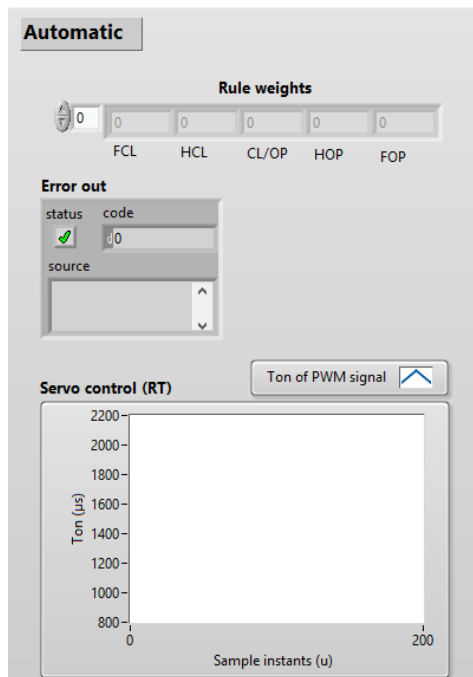 Automatic
Rule weights
0 0 0 0 0 0
FCL HCL CL/OP HOP FOP
Error out
status code
d0
source
Ton of PWM signal
Servo control (RT)
2200
2000
1800
1600
1400
1200
1000
800
Ton (µs)
0 200
Sample instants (u)